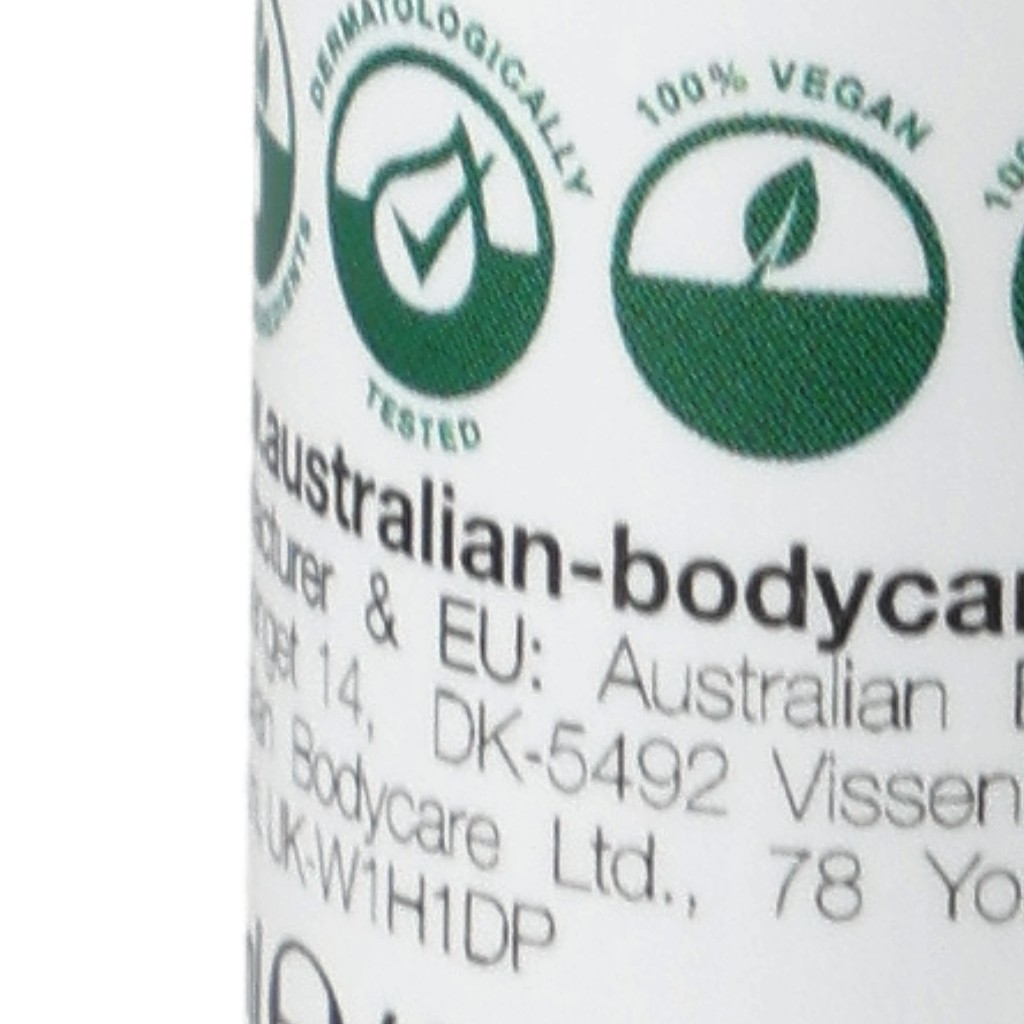 DERMATOLOGICALLY
TESTED
100% VEGAN
australian-bodycar
cturer & EU: Australian
nget 14, DK-5492 Vissen
Bodycare Ltd., 78 Yo
UK-W1H1DP